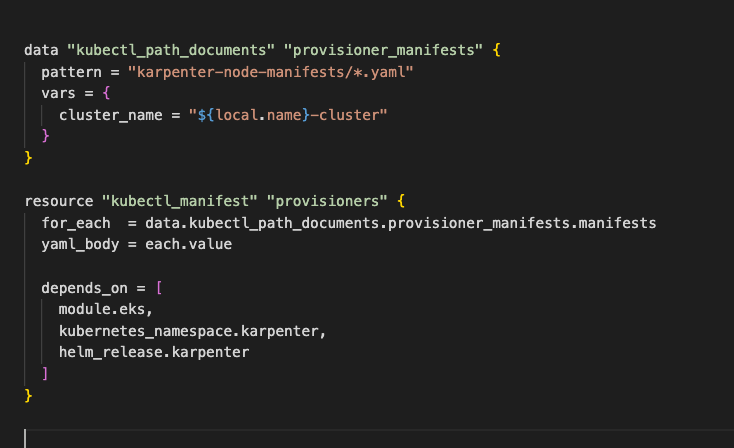 data "kubectl_path_documents" "provisioner_manifests" {
  pattern = "karpenter-node-manifests/*.yaml"
  vars = {
    cluster_name = "${local.name}-cluster"
  }
}

resource "kubectl_manifest" "provisioners" {
  for_each  = data.kubectl_path_documents.provisioner_manifests.manifests
  yaml_body = each.value

  depends_on = [
    module.eks,
    kubernetes_namespace.karpenter,
    helm_release.karpenter
  ]
}